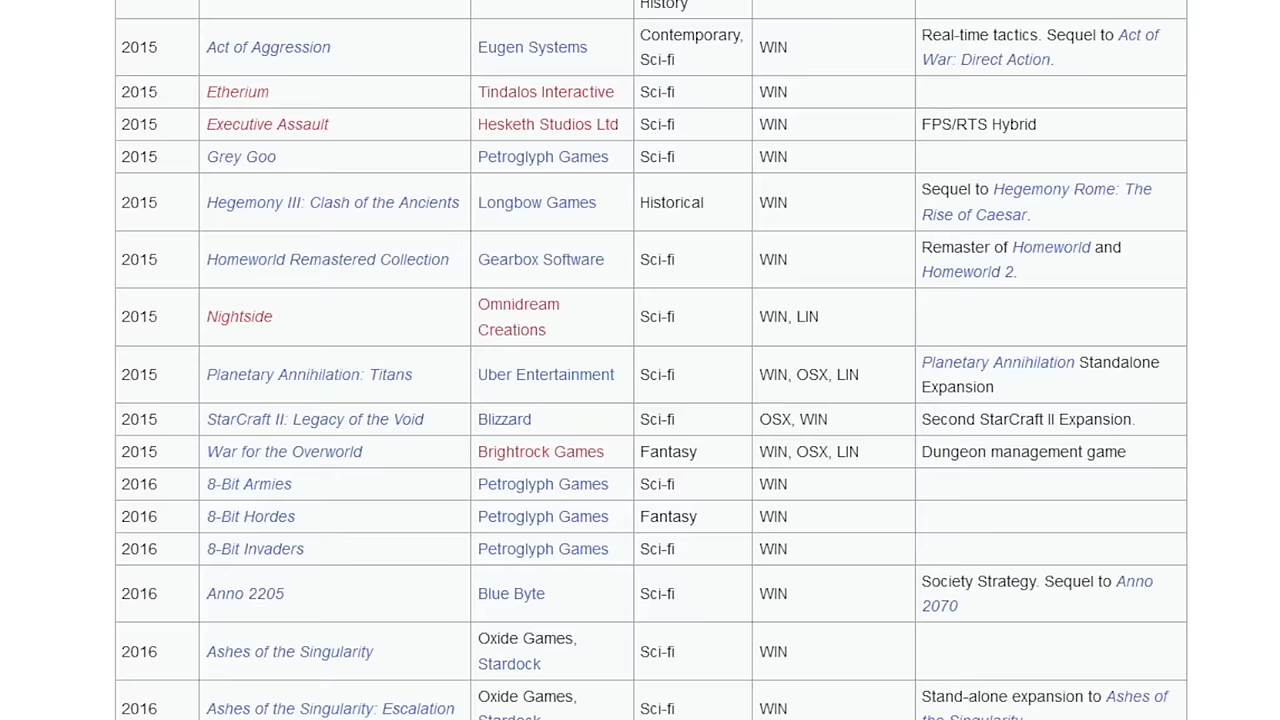 History
2015 Act of Aggression Eugen Systems Contemporary, Sci-fi WIN Real-time tactics. Sequel to Act of War: Direct Action.
2015 Etherium Tindalos Interactive Sci-fi WIN
2015 Executive Assault Hesketh Studios Ltd Sci-fi WIN FPS/RTS Hybrid
2015 Grey Goo Petroglyph Games Sci-fi WIN
2015 Hegemony III: Clash of the Ancients Longbow Games Historical WIN Sequel to Hegemony Rome: The Rise of Caesar.
2015 Homeworld Remastered Collection Gearbox Software Sci-fi WIN Remaster of Homeworld and Homeworld 2.
2015 Nightside Omnidream Creations Sci-fi WIN, LIN
2015 Planetary Annihilation: Titans Uber Entertainment Sci-fi WIN, OSX, LIN Planetary Annihilation Standalone Expansion
2015 StarCraft II: Legacy of the Void Blizzard Sci-fi OSX, WIN Second StarCraft II Expansion.
2015 War for the Overworld Brightrock Games Fantasy WIN, OSX, LIN Dungeon management game
2016 8-Bit Armies Petroglyph Games Sci-fi WIN
2016 8-Bit Hordes Petroglyph Games Fantasy WIN
2016 8-Bit Invaders Petroglyph Games Sci-fi WIN
2016 Anno 2205 Blue Byte Sci-fi WIN Society Strategy. Sequel to Anno 2070
2016 Ashes of the Singularity Oxide Games, Stardock Sci-fi WIN
2016 Ashes of the Singularity: Escalation Oxide Games, Stardock Sci-fi WIN Stand-alone expansion to Ashes of the Singularity